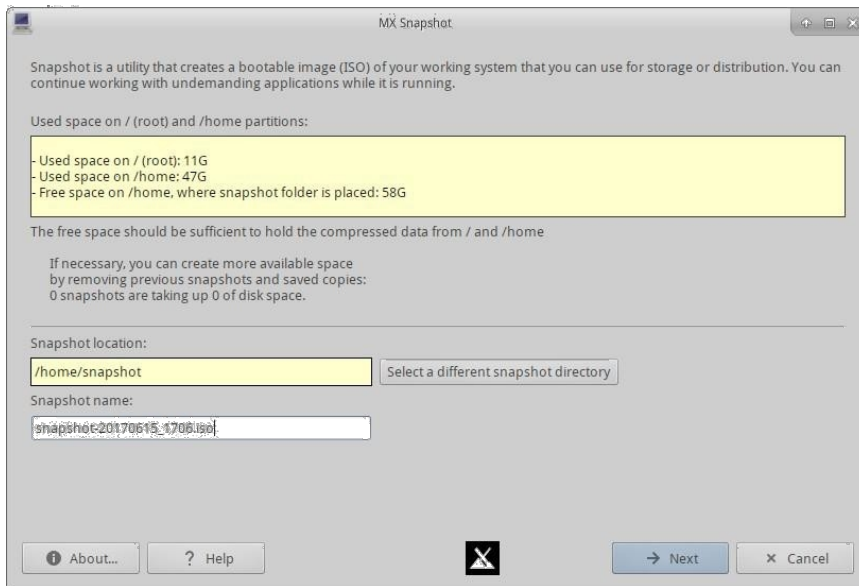 MX Snapshot
Snapshot is a utility that creates a bootable image (ISO) of your working system that you can use for storage or distribution. You can
continue working with undemanding applications while it is running.
Used space on / (root) and /home partitions:
- Used space on / (root): 11G
- Used space on /home: 47G
- Free space on /home, where snapshot folder is placed: 58G
The free space should be sufficient to hold the compressed data from / and /home
If necessary, you can create more available space
by removing previous snapshots and saved copies:
0 snapshots are taking up 0 of disk space.
Snapshot location:
/home/snapshot
Select a different snapshot directory
Snapshot name:
snapshot-20170615_1706.iso
About...
? Help
Next
Cancel